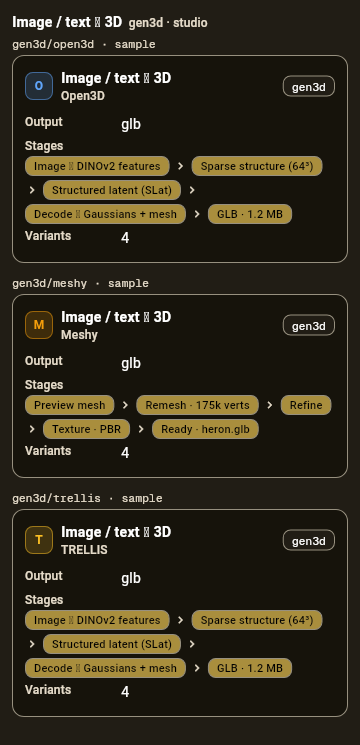 Image / text ▯ 3D gen3d · studio
gen3d/open3d · sample
O Image / text ▯ 3D gen3d
Open3D
Output glb
Stages
Image ▯ DINOv2 features › Sparse structure (64³)
› Structured latent (SLat) ›
Decode ▯ Gaussians + mesh › GLB · 1.2 MB
Variants 4
gen3d/meshy · sample
M Image / text ▯ 3D gen3d
Meshy
Output glb
Stages
Preview mesh › Remesh · 175k verts › Refine
› Texture · PBR › Ready · heron.glb
Variants 4
gen3d/trellis · sample
T Image / text ▯ 3D gen3d
TRELLIS
Output glb
Stages
Image ▯ DINOv2 features › Sparse structure (64³)
› Structured latent (SLat) ›
Decode ▯ Gaussians + mesh › GLB · 1.2 MB
Variants 4